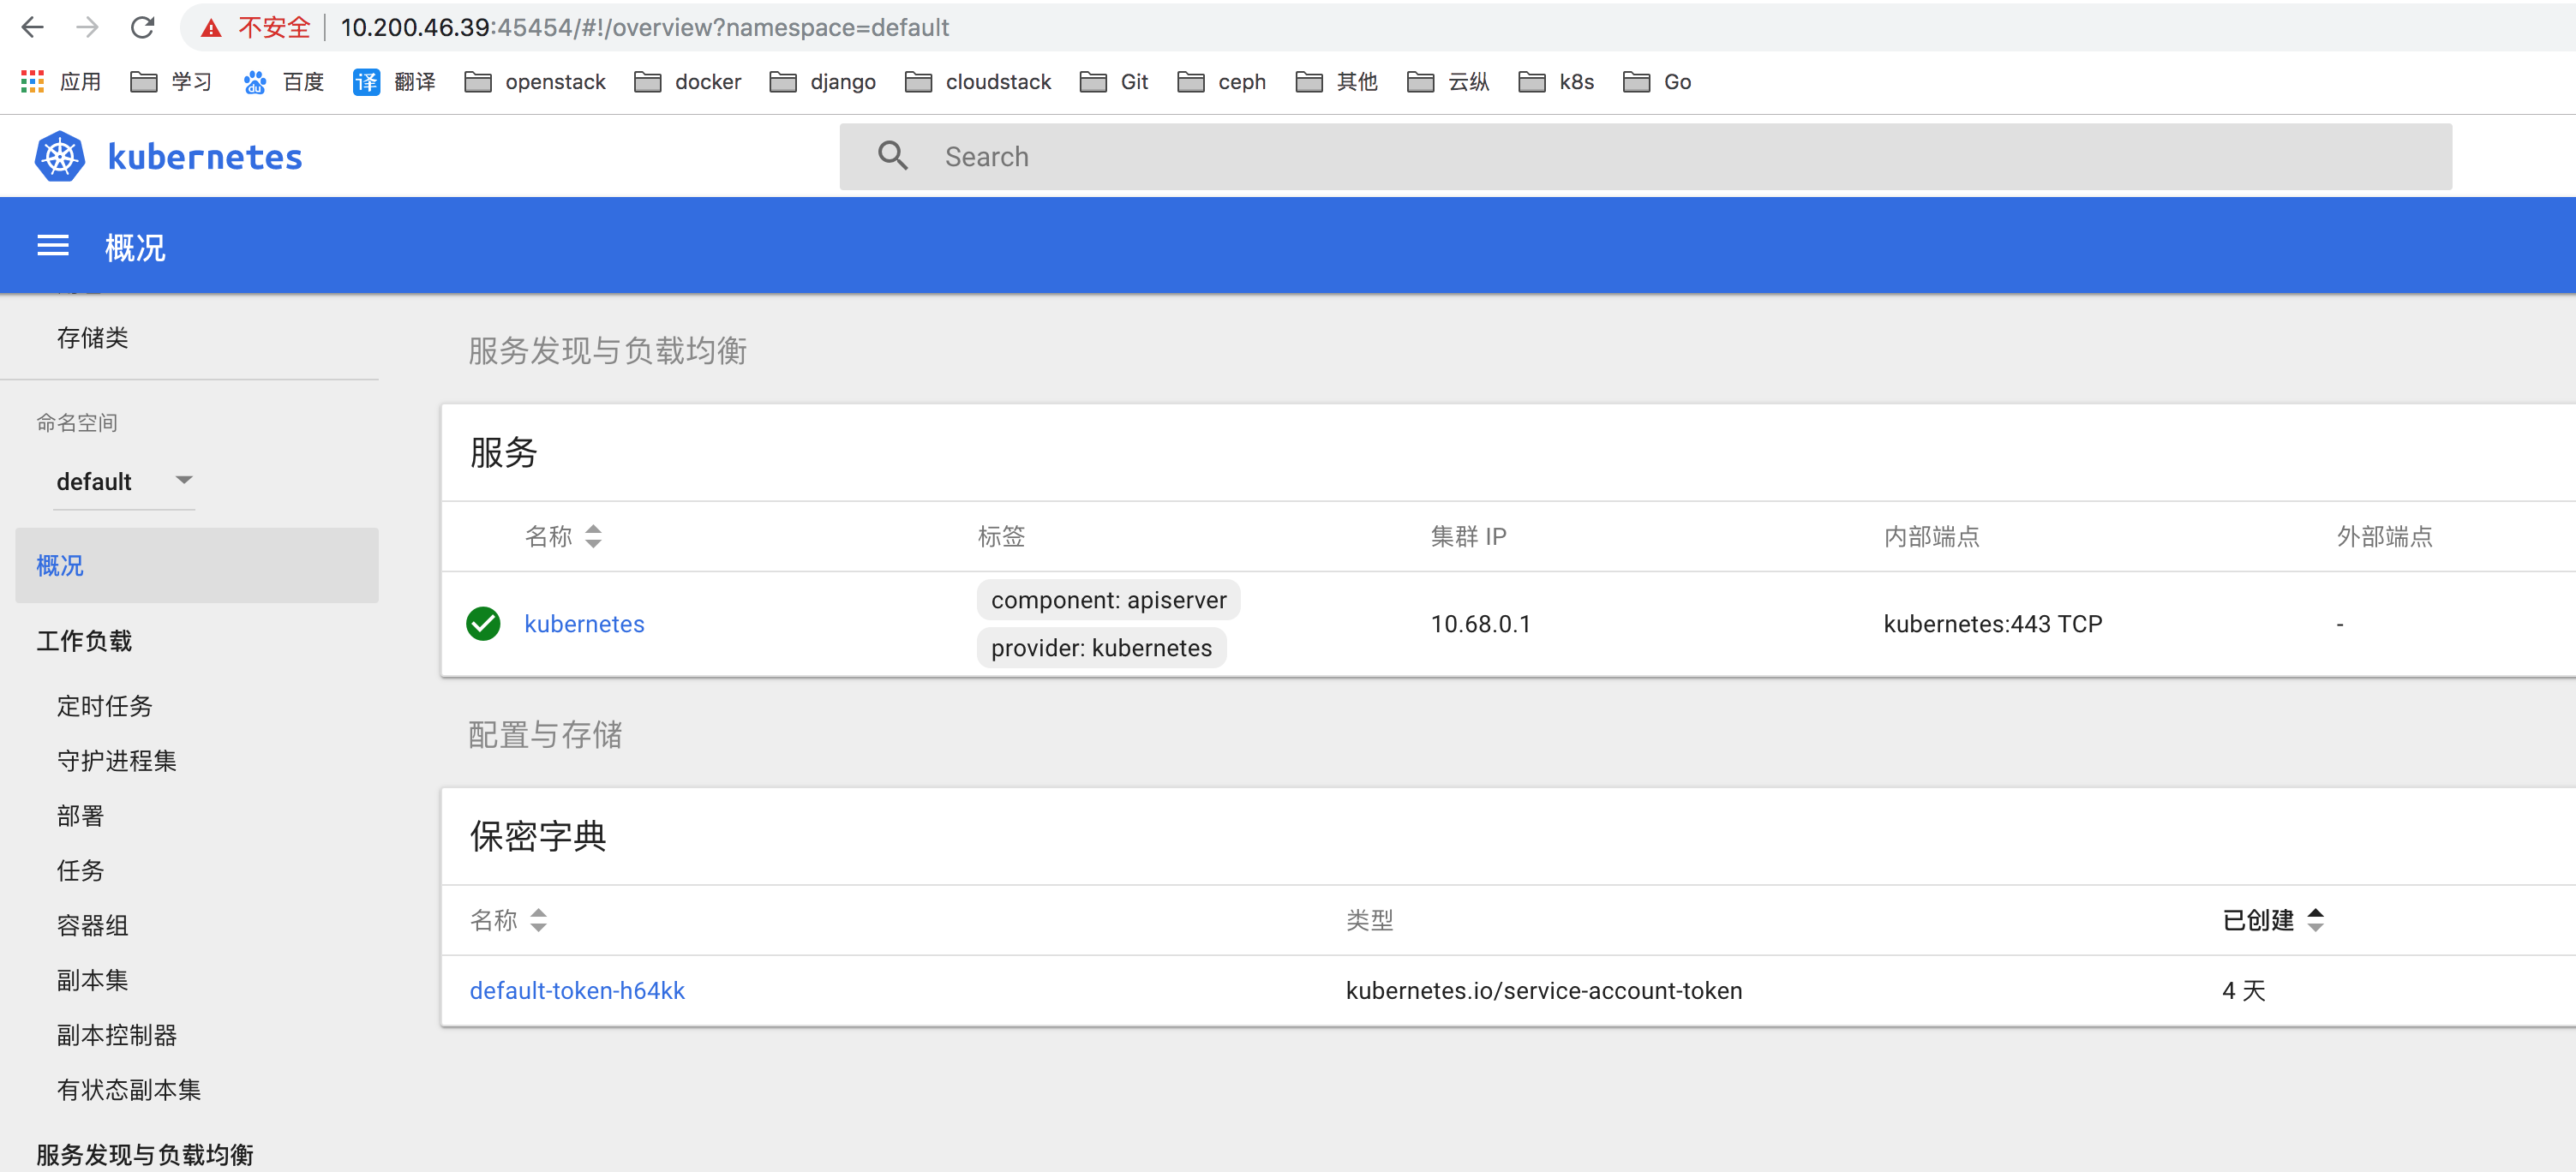 不安全 10.200.46.39:45454/#!/overview?namespace=default
应用 学习 百度 译 翻译 openstack docker django cloudstack Git ceph 其他 云纵 k8s Go
kubernetes Search
概况
存储类
命名空间
default
概况
工作负载
定时任务
守护进程集
部署
任务
容器组
副本集
副本控制器
有状态副本集
服务发现与负载均衡
服务发现与负载均衡
服务
名称 标签 集群 IP 内部端点 外部端点
kubernetes component: apiserver 10.68.0.1 kubernetes:443 TCP -
provider: kubernetes
配置与存储
保密字典
名称 类型 已创建
default-token-h64kk kubernetes.io/service-account-token 4 天